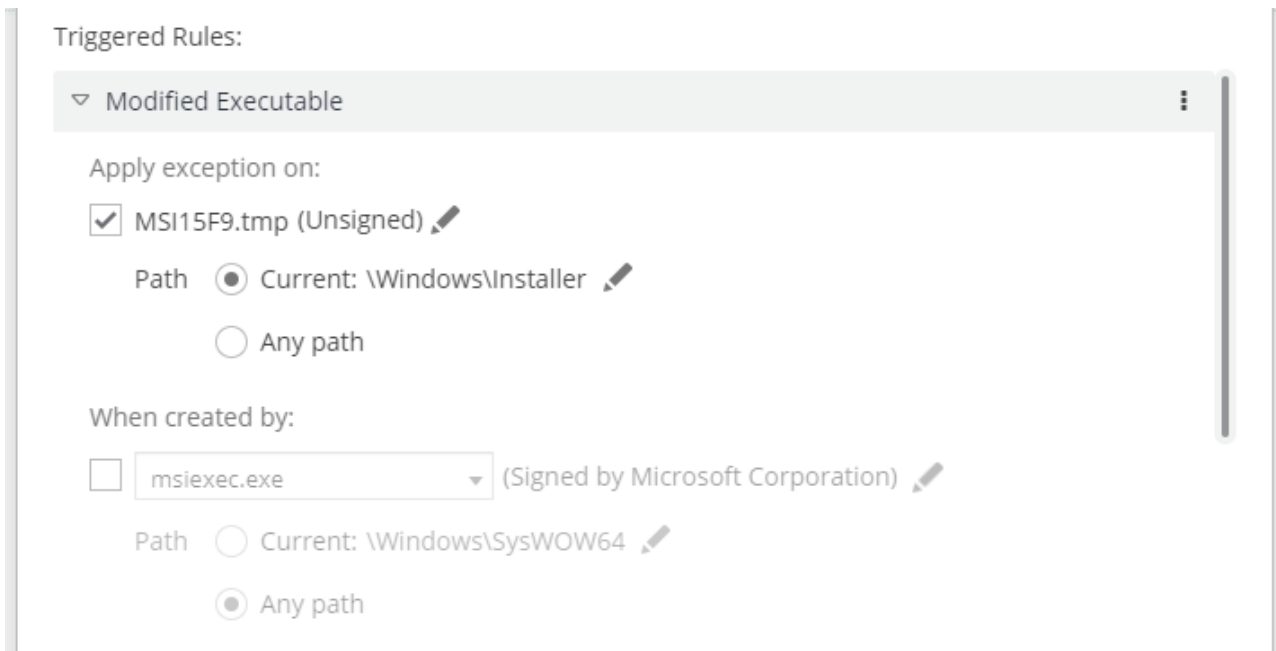 Triggered Rules:
Modified Executable
Apply exception on:
MSI15F9.tmp (Unsigned)
Path Current: \Windows\Installer
Any path
When created by:
msiexec.exe (Signed by Microsoft Corporation)
Path Current: \Windows\SysWOW64
Any path